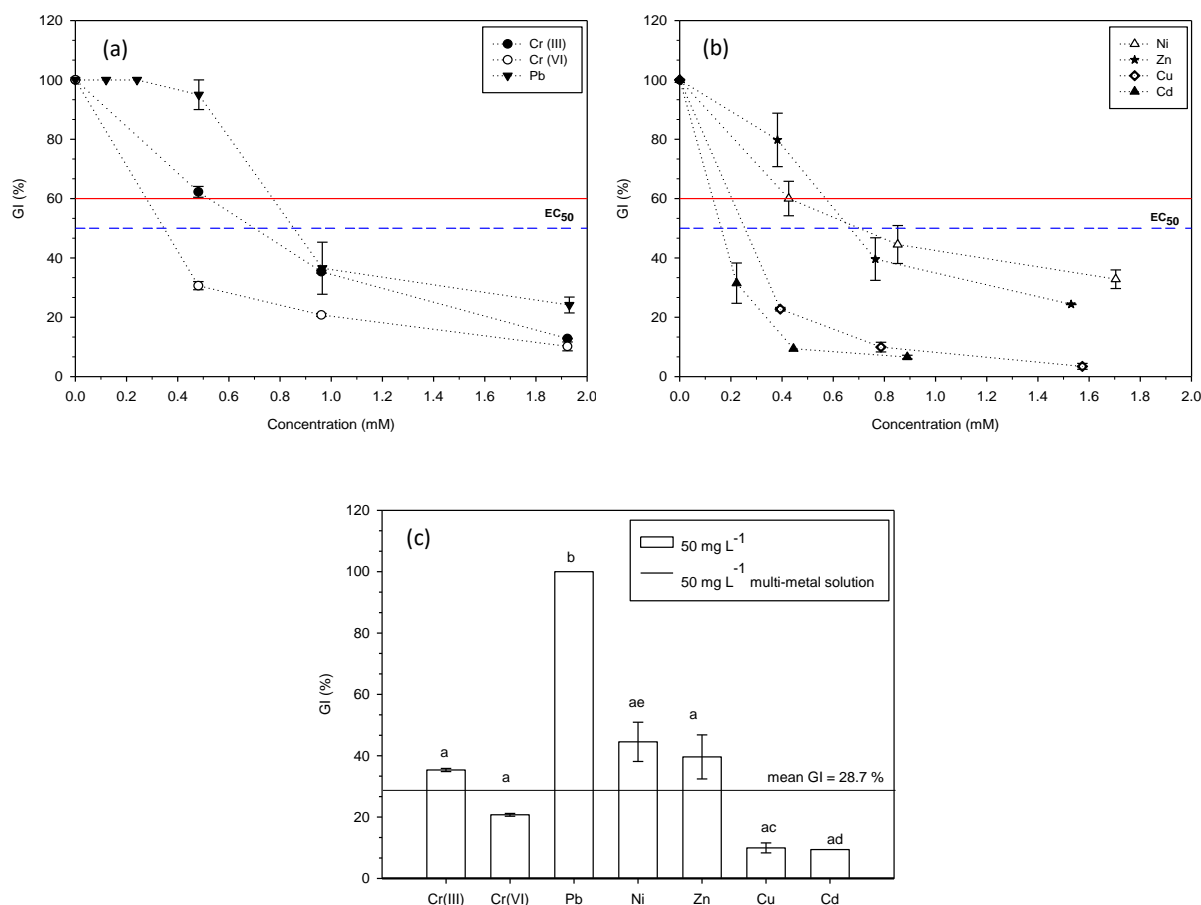 (a)
Cr (III)
Cr (VI)
Pb
120
100
80
60
40
20
0
GI (%)
EC50
0.0 0.2 0.4 0.6 0.8 1.0 1.2 1.4 1.6 1.8 2.0
Concentration (mM)
(b)
Ni
Zn
Cu
Cd
120
100
80
60
40
20
0
GI (%)
EC50
0.0 0.2 0.4 0.6 0.8 1.0 1.2 1.4 1.6 1.8 2.0
Concentration (mM)
(c)
50 mg L-1
50 mg L-1 multi-metal solution
120
100
80
60
40
20
0
GI (%)
b
ae
a
a
a
mean GI = 28.7 %
ac
ad
Cr(III) Cr(VI) Pb Ni Zn Cu Cd